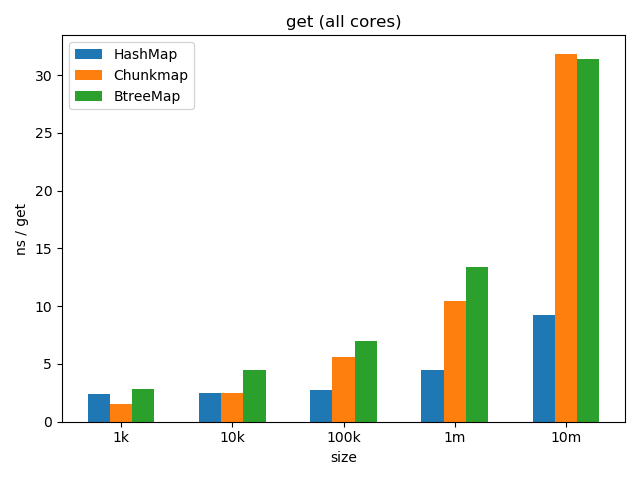 get (all cores)
HashMap
Chunkmap
BtreeMap
ns / get
30
25
20
15
10
5
0
1k
10k
100k
1m
10m
size